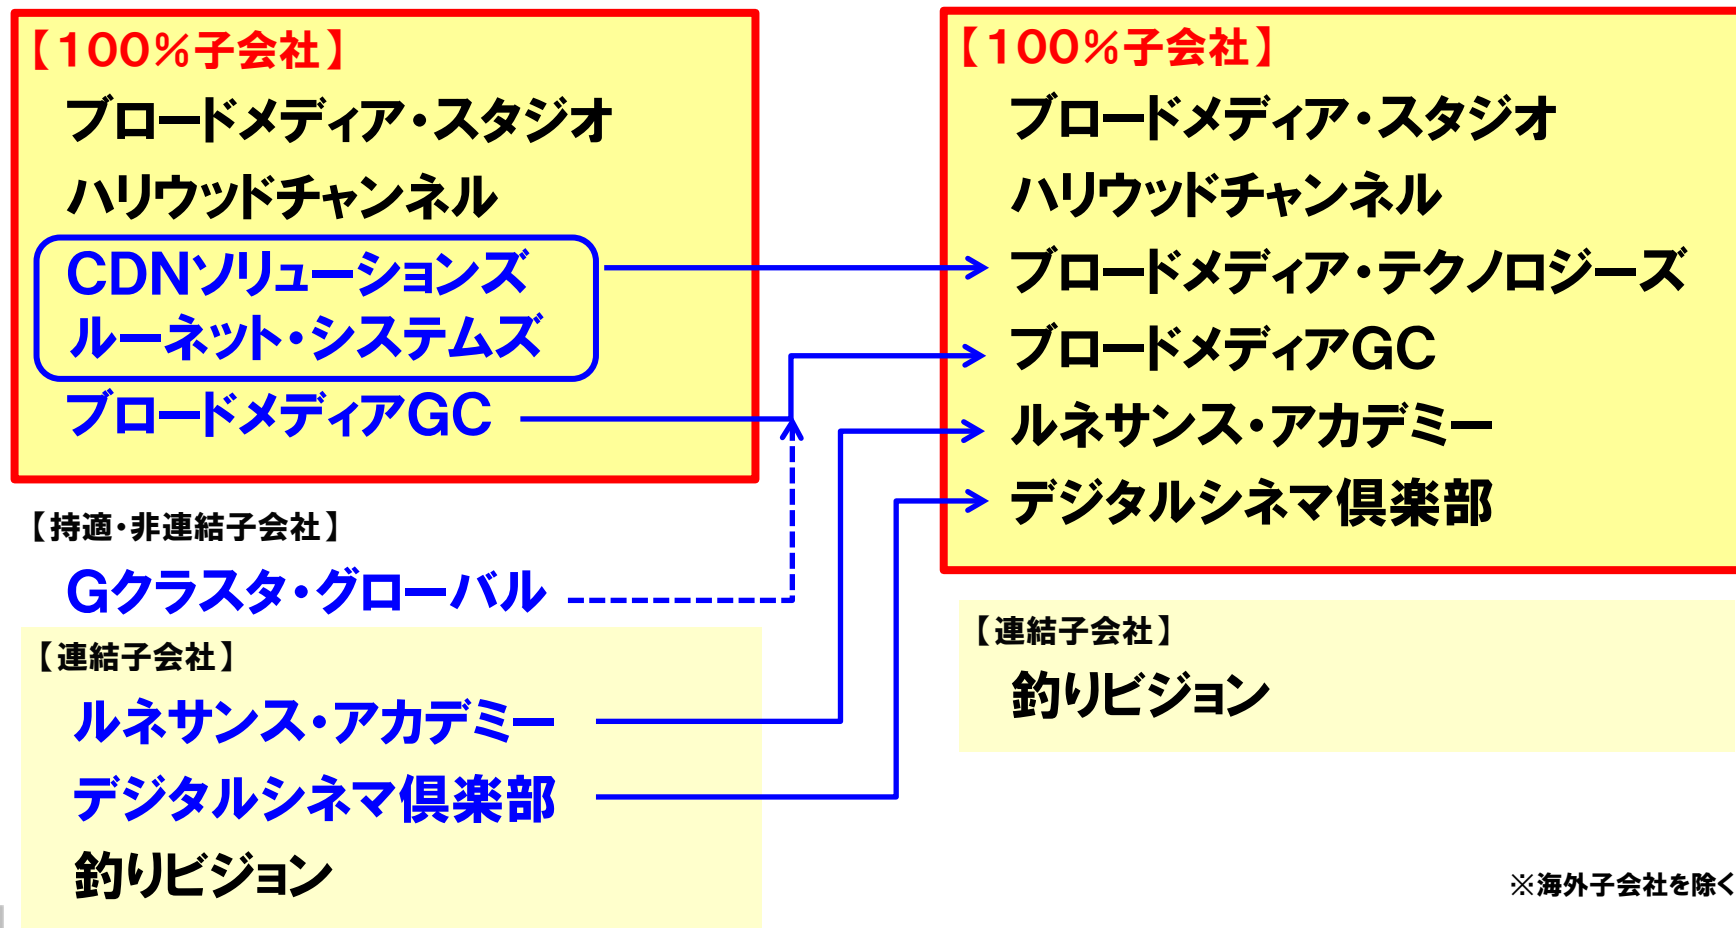 【100%子会社】
ブロードメディア・スタジオ
ハリウッドチャンネル
CDNソリューションズ
ルーネット・システムズ
ブロードメディアGC
【持適・非連結子会社】
Gクラスタ・グローバル
【連結子会社】
ルネサンス・アカデミー
デジタルシネマ倶楽部
釣りビジョン
【100%子会社】
ブロードメディア・スタジオ
ハリウッドチャンネル
ブロードメディア・テクノロジーズ
ブロードメディアGC
ルネサンス・アカデミー
デジタルシネマ倶楽部
【連結子会社】
釣りビジョン
※海外子会社を除く